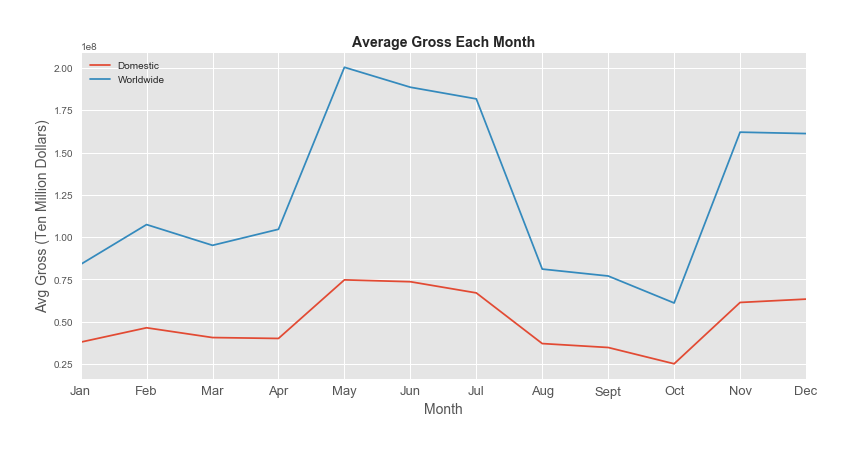 Average Gross Each Month
1e8
Domestic
Worldwide
2.00
1.75
1.50
1.25
1.00
0.75
0.50
0.25
Avg Gross (Ten Million Dollars)
Jan Feb Mar Apr May Jun Jul Aug Sept Oct Nov Dec
Month